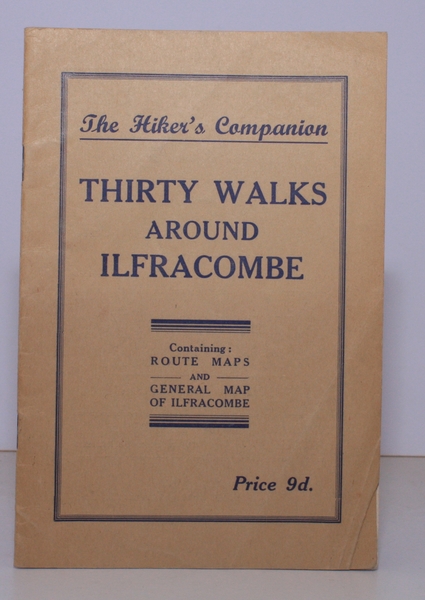 The Hiker's Companion
THIRTY WALKS
AROUND
ILFRACOMBE
Containing:
ROUTE MAPS
AND
GENERAL MAP
OF ILFRACOMBE
Price 9d.